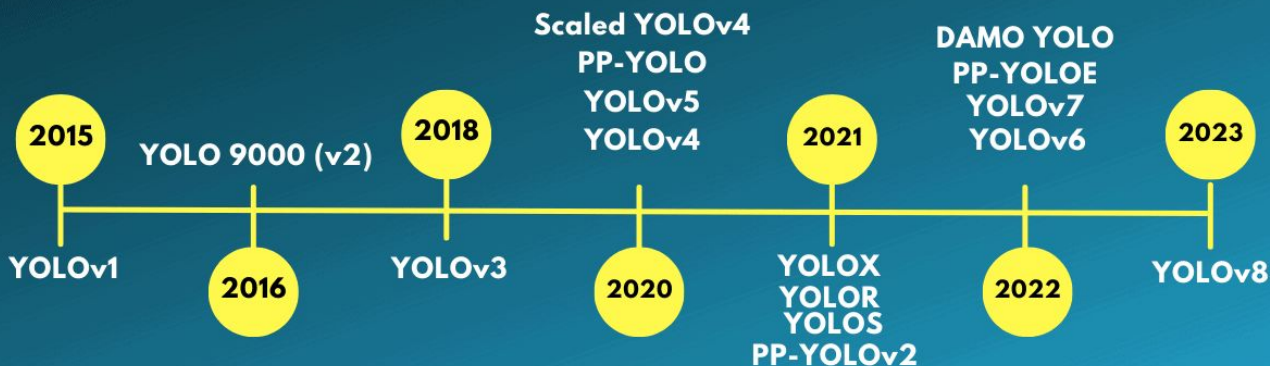 2015
YOLOv1
YOLO 9000 (v2)
2016
2018
YOLOv3
Scaled YOLOv4
PP-YOLO
YOLOv5
YOLOv4
2020
2021
YOLOX
YOLOR
YOLOS
PP-YOLOv2
DAMO YOLO
PP-YOLOE
YOLOv7
YOLOv6
2022
2023
YOLOv8